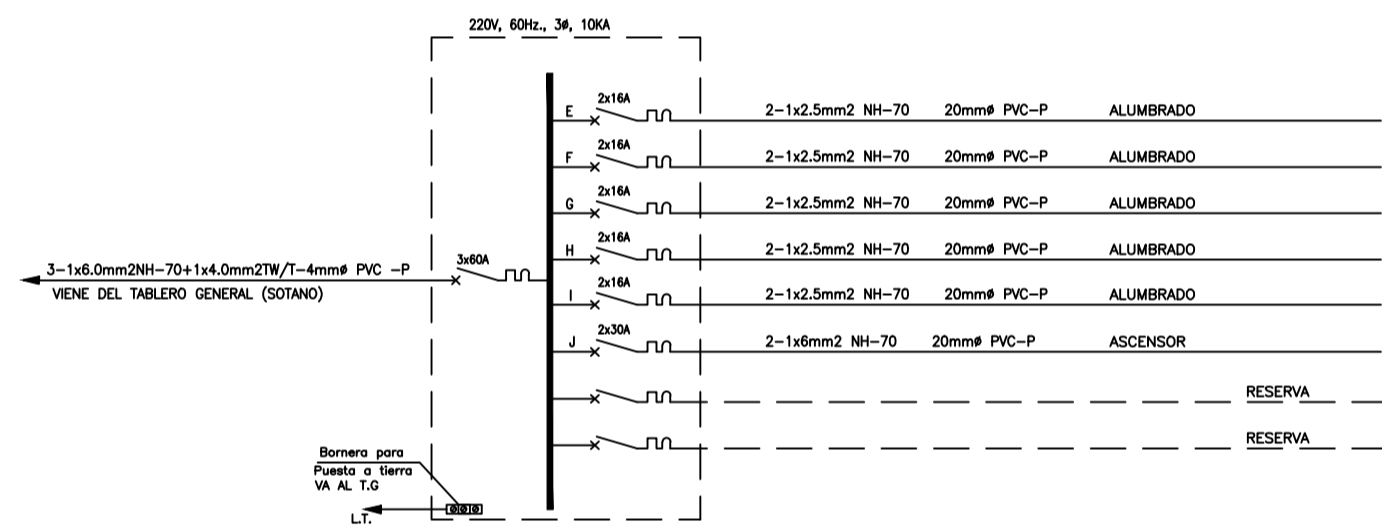 220V, 60Hz., 3ø, 10KA
E 2x16A 2-1x2.5mm2 NH-70 20mmø PVC-P ALUMBRADO
F 2x16A 2-1x2.5mm2 NH-70 20mmø PVC-P ALUMBRADO
G 2x16A 2-1x2.5mm2 NH-70 20mmø PVC-P ALUMBRADO
H 2x16A 2-1x2.5mm2 NH-70 20mmø PVC-P ALUMBRADO
3-1x6.0mm2NH-70+1x4.0mm2TW/T-4mmø PVC -P 3x60A
VIENE DEL TABLERO GENERAL (SOTANO)
I 2x16A 2-1x2.5mm2 NH-70 20mmø PVC-P ALUMBRADO
J 2x30A 2-1x6mm2 NH-70 20mmø PVC-P ASCENSOR
RESERVA
RESERVA
Bornera para
Puesta a tierra
VA AL T.G
L.T.